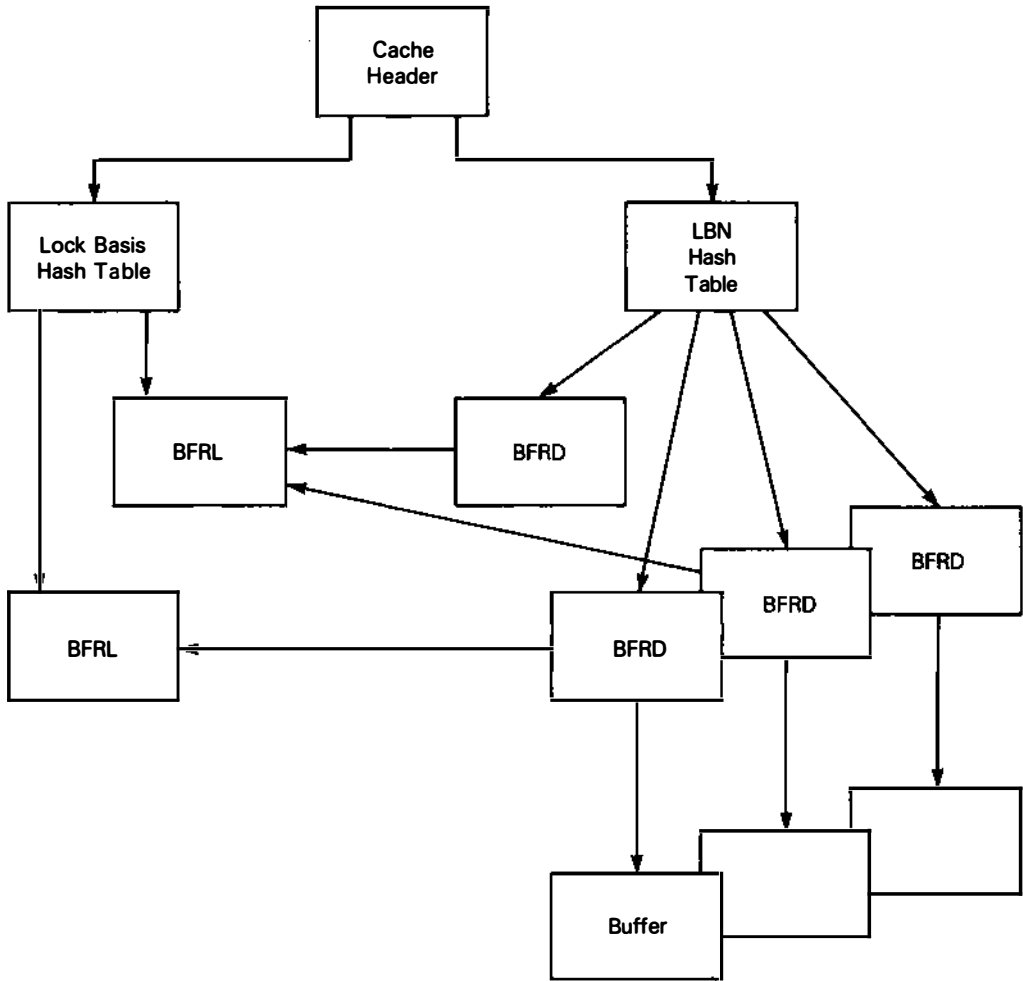 Cache
Header
Lock Basis
Hash Table
LBN
Hash
Table
BFRL
BFRD
BFRD
BFRD
BFRL
BFRD
Buffer